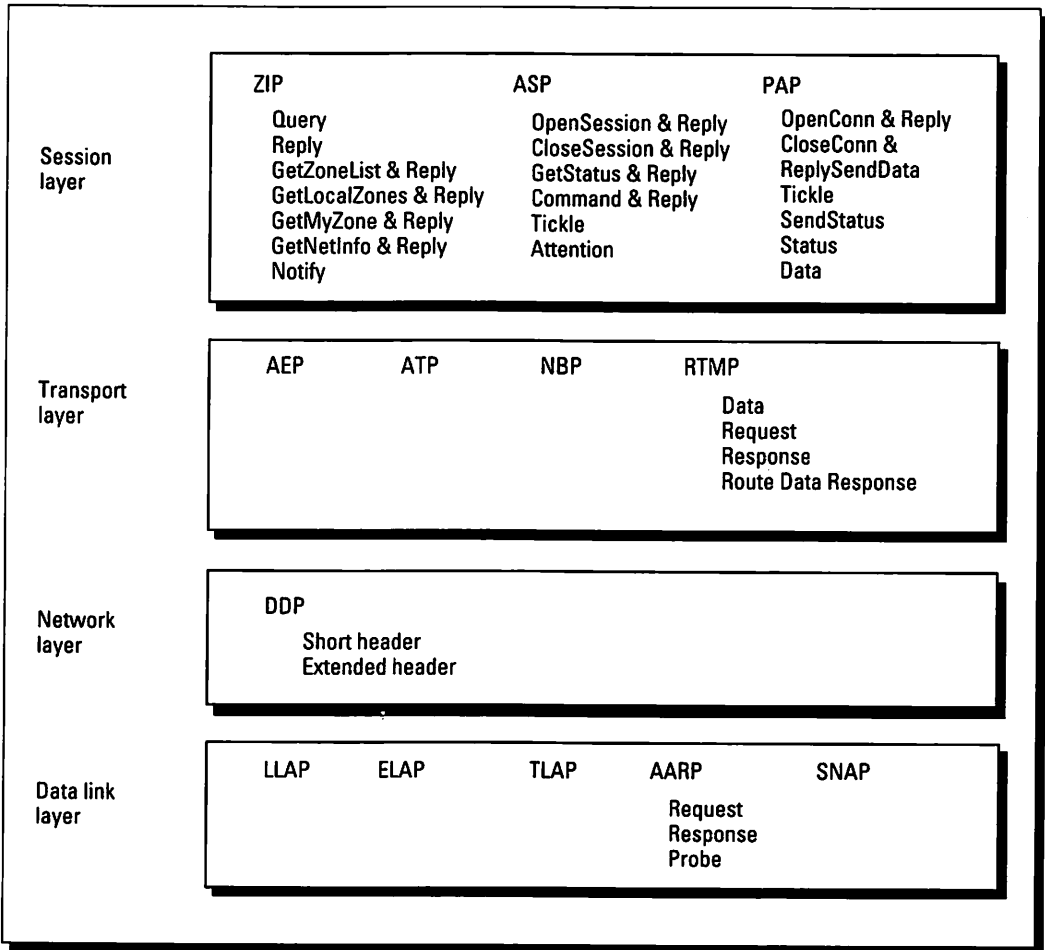 Session
layer
ZIP
Query
Reply
GetZoneList & Reply
GetLocalZones & Reply
GetMyZone & Reply
GetNetInfo & Reply
Notify
ASP
OpenSession & Reply
CloseSession & Reply
GetStatus & Reply
Command & Reply
Tickle
Attention
PAP
OpenConn & Reply
CloseConn &
ReplySendData
Tickle
SendStatus
Status
Data
Transport
layer
AEP ATP NBP RTMP
Data
Request
Response
Route Data Response
Network
layer
DDP
Short header
Extended header
Data link
layer
LLAP ELAP TLAP AARP SNAP
Request
Response
Probe